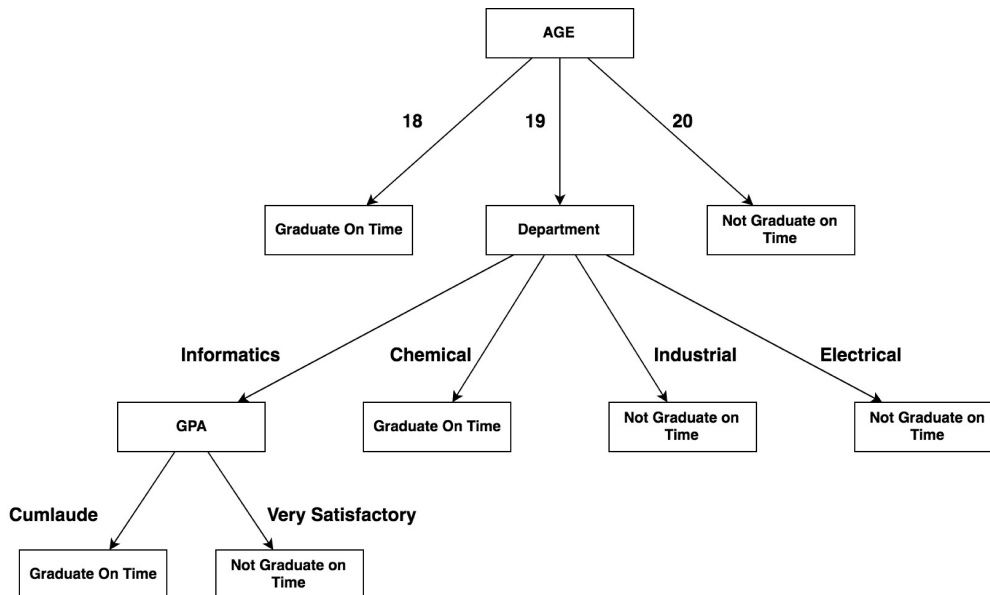 AGE
18
19
20
Graduate On Time
Department
Not Graduate on
Time
Informatics
Chemical
Industrial
Electrical
GPA
Graduate On Time
Not Graduate on
Time
Not Graduate on
Time
Cumlaude
Very Satisfactory
Graduate On Time
Not Graduate on
Time